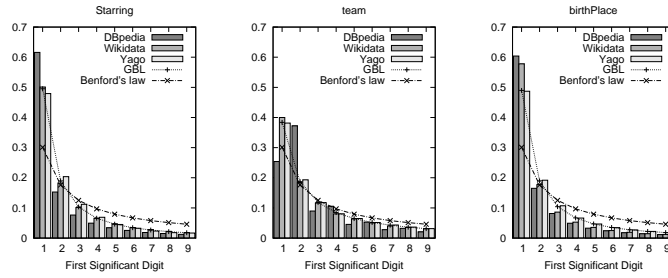 Starring
0.7
0.6
0.5
0.4
0.3
0.2
0.1
0
DBpedia
Wikidata
Yago
GBL
Benford's law
1 2 3 4 5 6 7 8 9
First Significant Digit
team
0.7
0.6
0.5
0.4
0.3
0.2
0.1
0
DBpedia
Wikidata
Yago
GBL
Benford's law
1 2 3 4 5 6 7 8 9
First Significant Digit
birthPlace
0.7
0.6
0.5
0.4
0.3
0.2
0.1
0
DBpedia
Wikidata
Yago
GBL
Benford's law
1 2 3 4 5 6 7 8 9
First Significant Digit